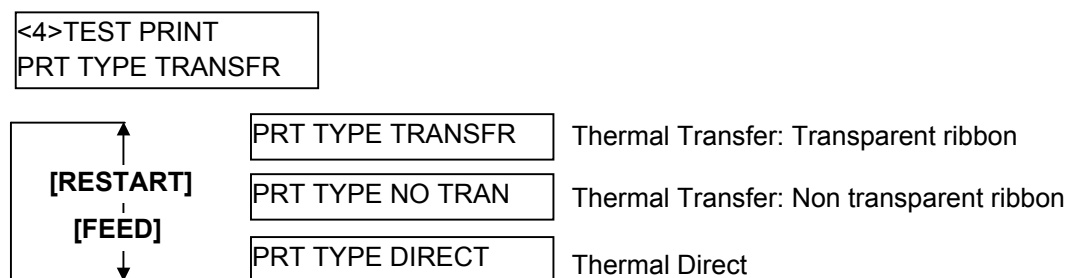 <4>TEST PRINT
PRT TYPE TRANSFR
PRT TYPE TRANSFR Thermal Transfer: Transparent ribbon
[RESTART]
PRT TYPE NO TRAN Thermal Transfer: Non transparent ribbon
[FEED]
PRT TYPE DIRECT Thermal Direct